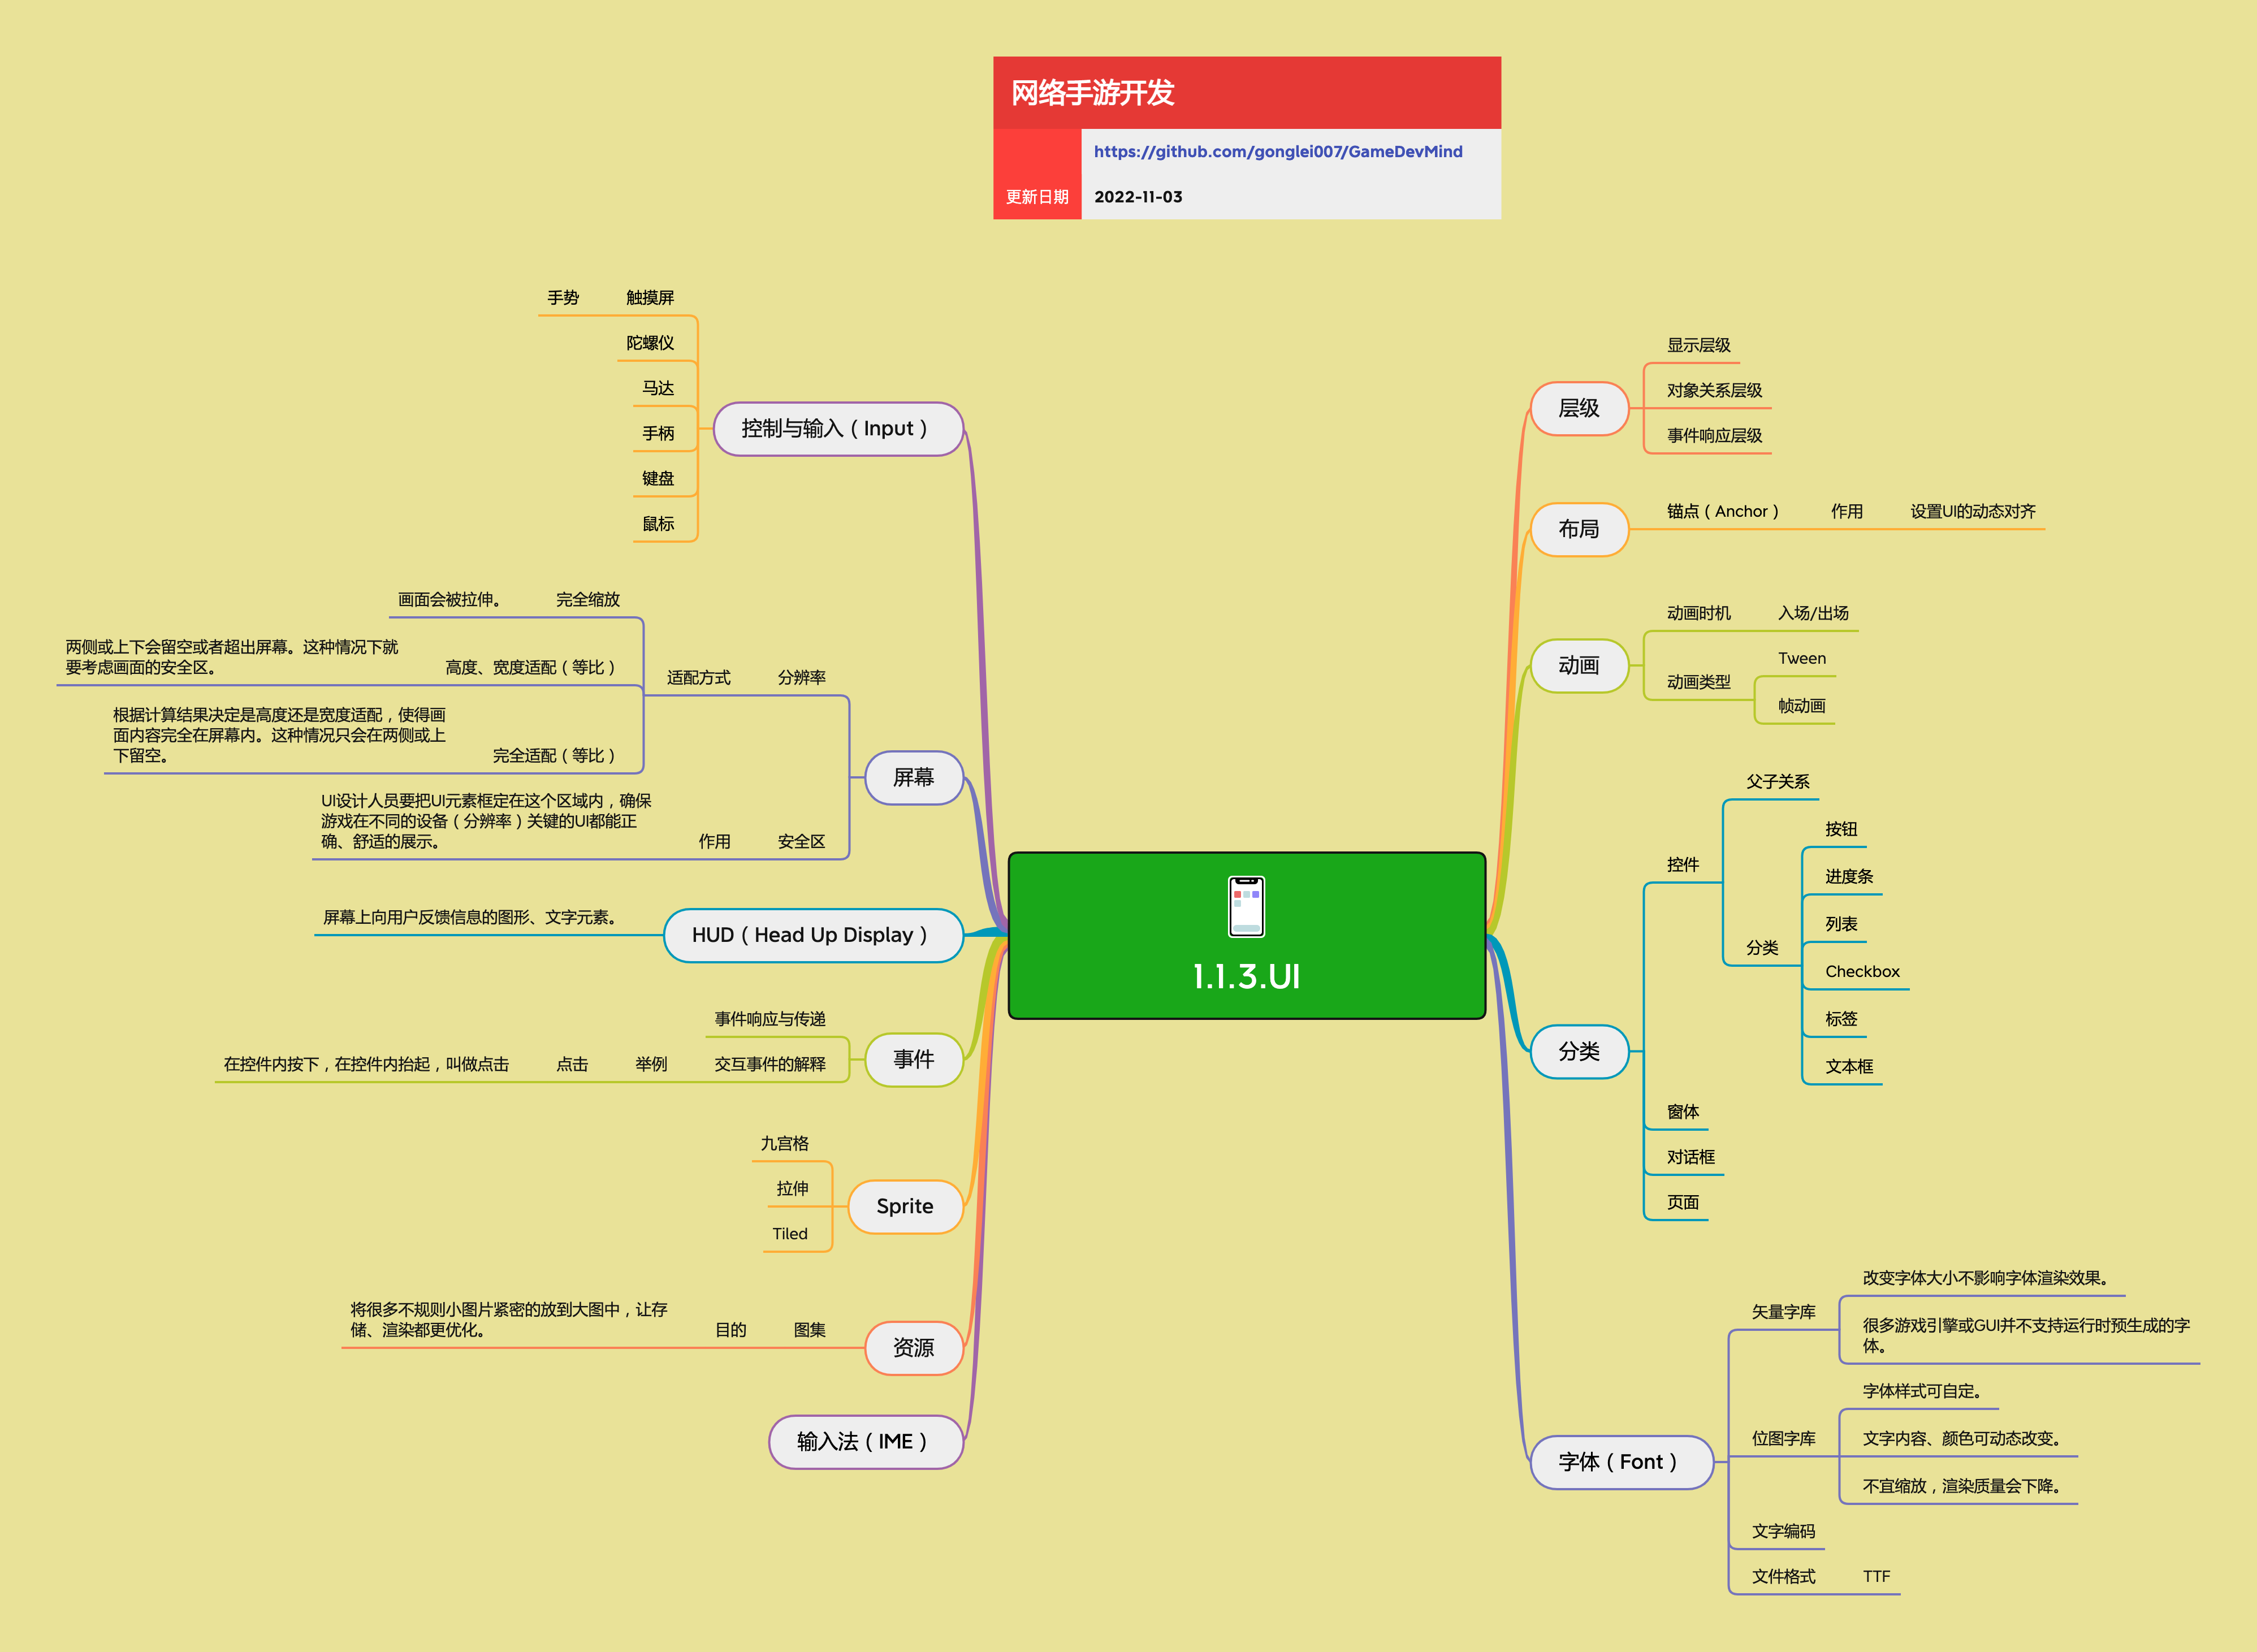 网络手游开发
https://github.com/gonglei007/GameDevMind
更新日期 2022-11-03
1.1.3.UI
层级
显示层级
对象关系层级
事件响应层级
布局
锚点（Anchor） 作用 设置UI的动态对齐
动画
动画时机 入场/出场
动画类型
Tween
帧动画
分类
控件
父子关系
分类
按钮
进度条
列表
Checkbox
标签
文本框
窗体
对话框
页面
字体（Font）
矢量字库
改变字体大小不影响字体渲染效果。
很多游戏引擎或GUI并不支持运行时预生成的字
体。
位图字库
字体样式可自定。
文字内容、颜色可动态改变。
不宜缩放，渲染质量会下降。
文字编码
文件格式 TTF
控制与输入（Input）
触摸屏
手势
陀螺仪
马达
手柄
键盘
鼠标
屏幕
分辨率
适配方式
完全缩放
画面会被拉伸。
高度、宽度适配（等比）
两侧或上下会留空或者超出屏幕。这种情况下就
要考虑画面的安全区。
完全适配（等比）
根据计算结果决定是高度还是宽度适配，使得画
面内容完全在屏幕内。这种情况只会在两侧或上
下留空。
安全区
作用
UI设计人员要把UI元素框定在这个区域内，确保
游戏在不同的设备（分辨率）关键的UI都能正
确、舒适的展示。
HUD（Head Up Display）
屏幕上向用户反馈信息的图形、文字元素。
事件
事件响应与传递
交互事件的解释
举例
点击
在控件内按下，在控件内抬起，叫做点击
Sprite
九宫格
拉伸
Tiled
资源
图集
目的
将很多不规则小图片紧密的放到大图中，让存
储、渲染都更优化。
输入法（IME）